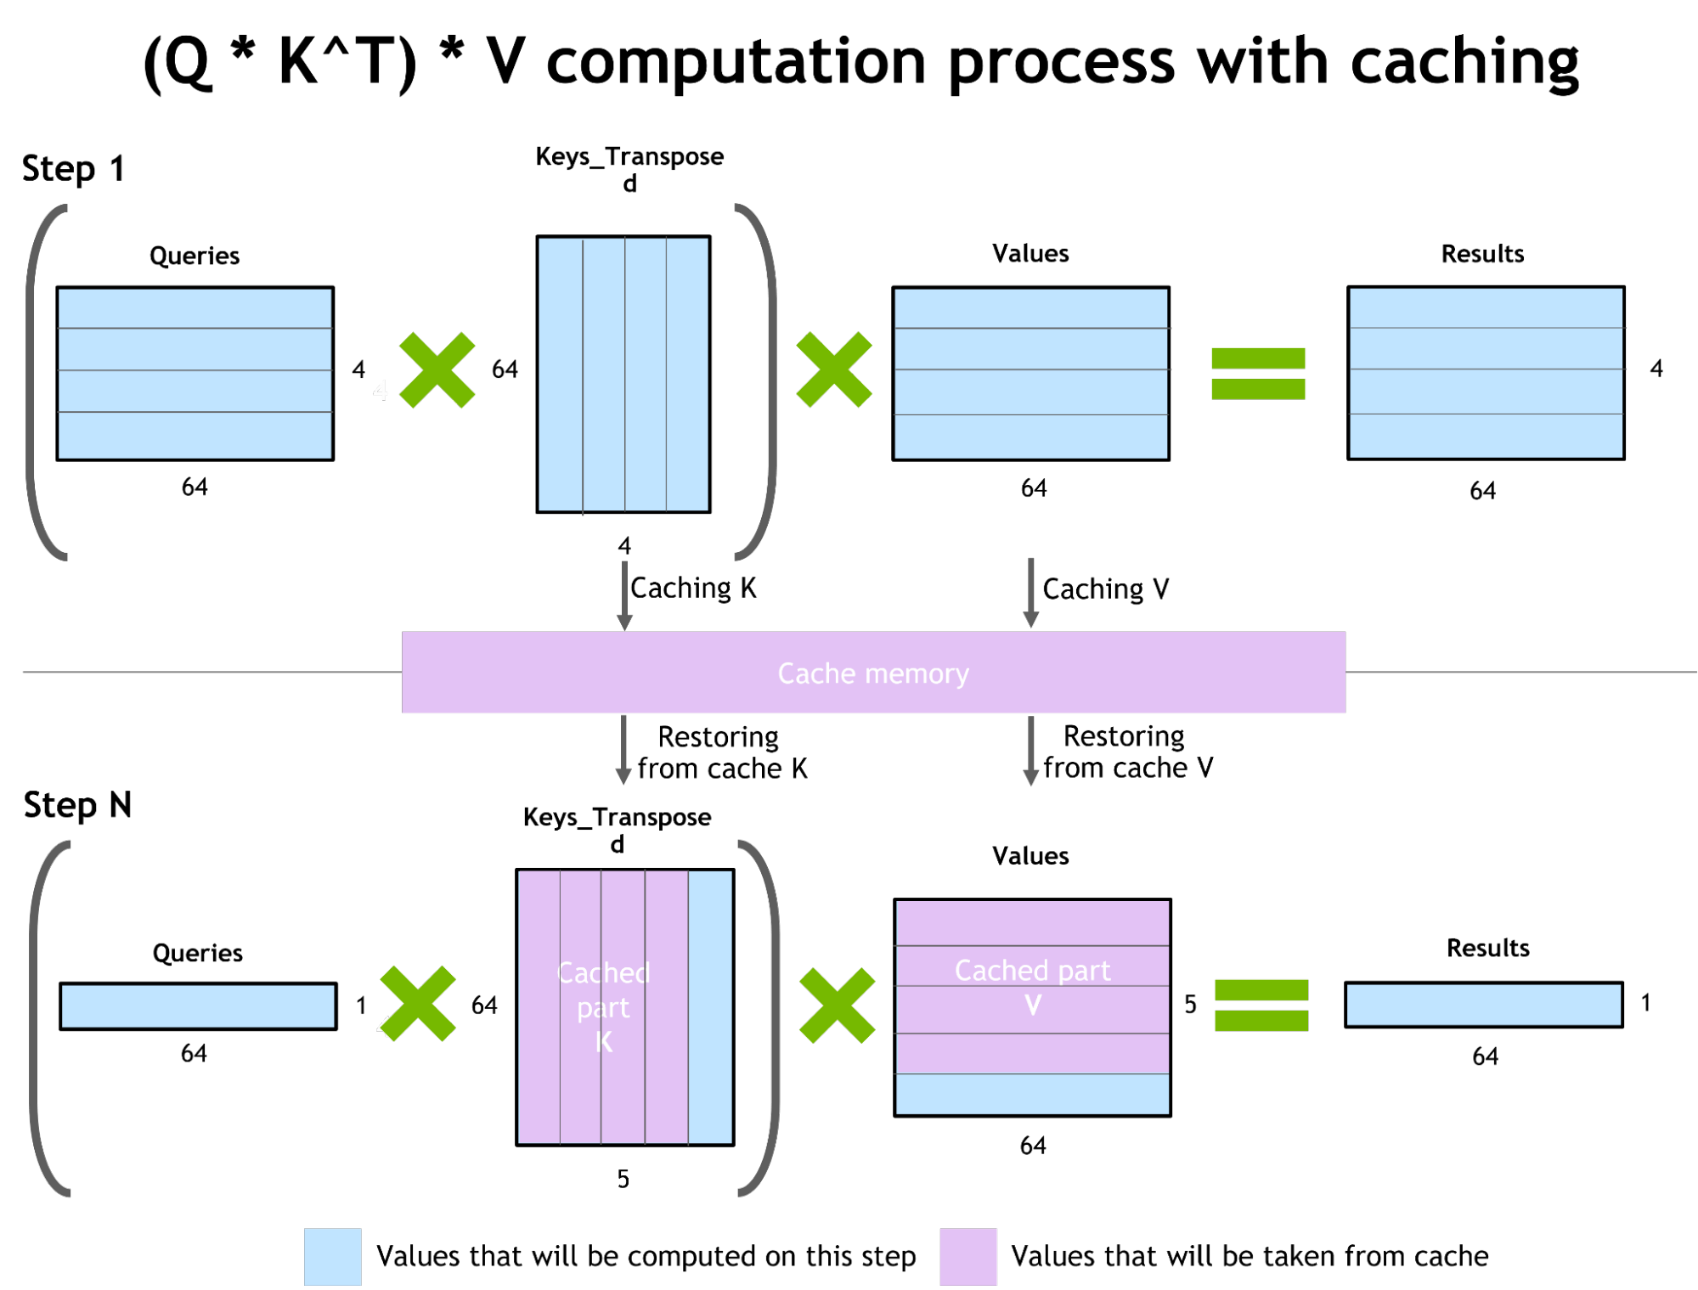 (Q * K^T) * V computation process with caching
Step 1
Keys_Transpose
d
Queries
Values
Results
4
64
4
64
64
64
4
Caching K
Caching V
Cache memory
Restoring
from cache K
Restoring
from cache V
Step N
Keys_Transpose
d
Values
Queries
Results
Cached
part
K
Cached part
V
1
64
5
1
64
64
64
5
Values that will be computed on this step
Values that will be taken from cache